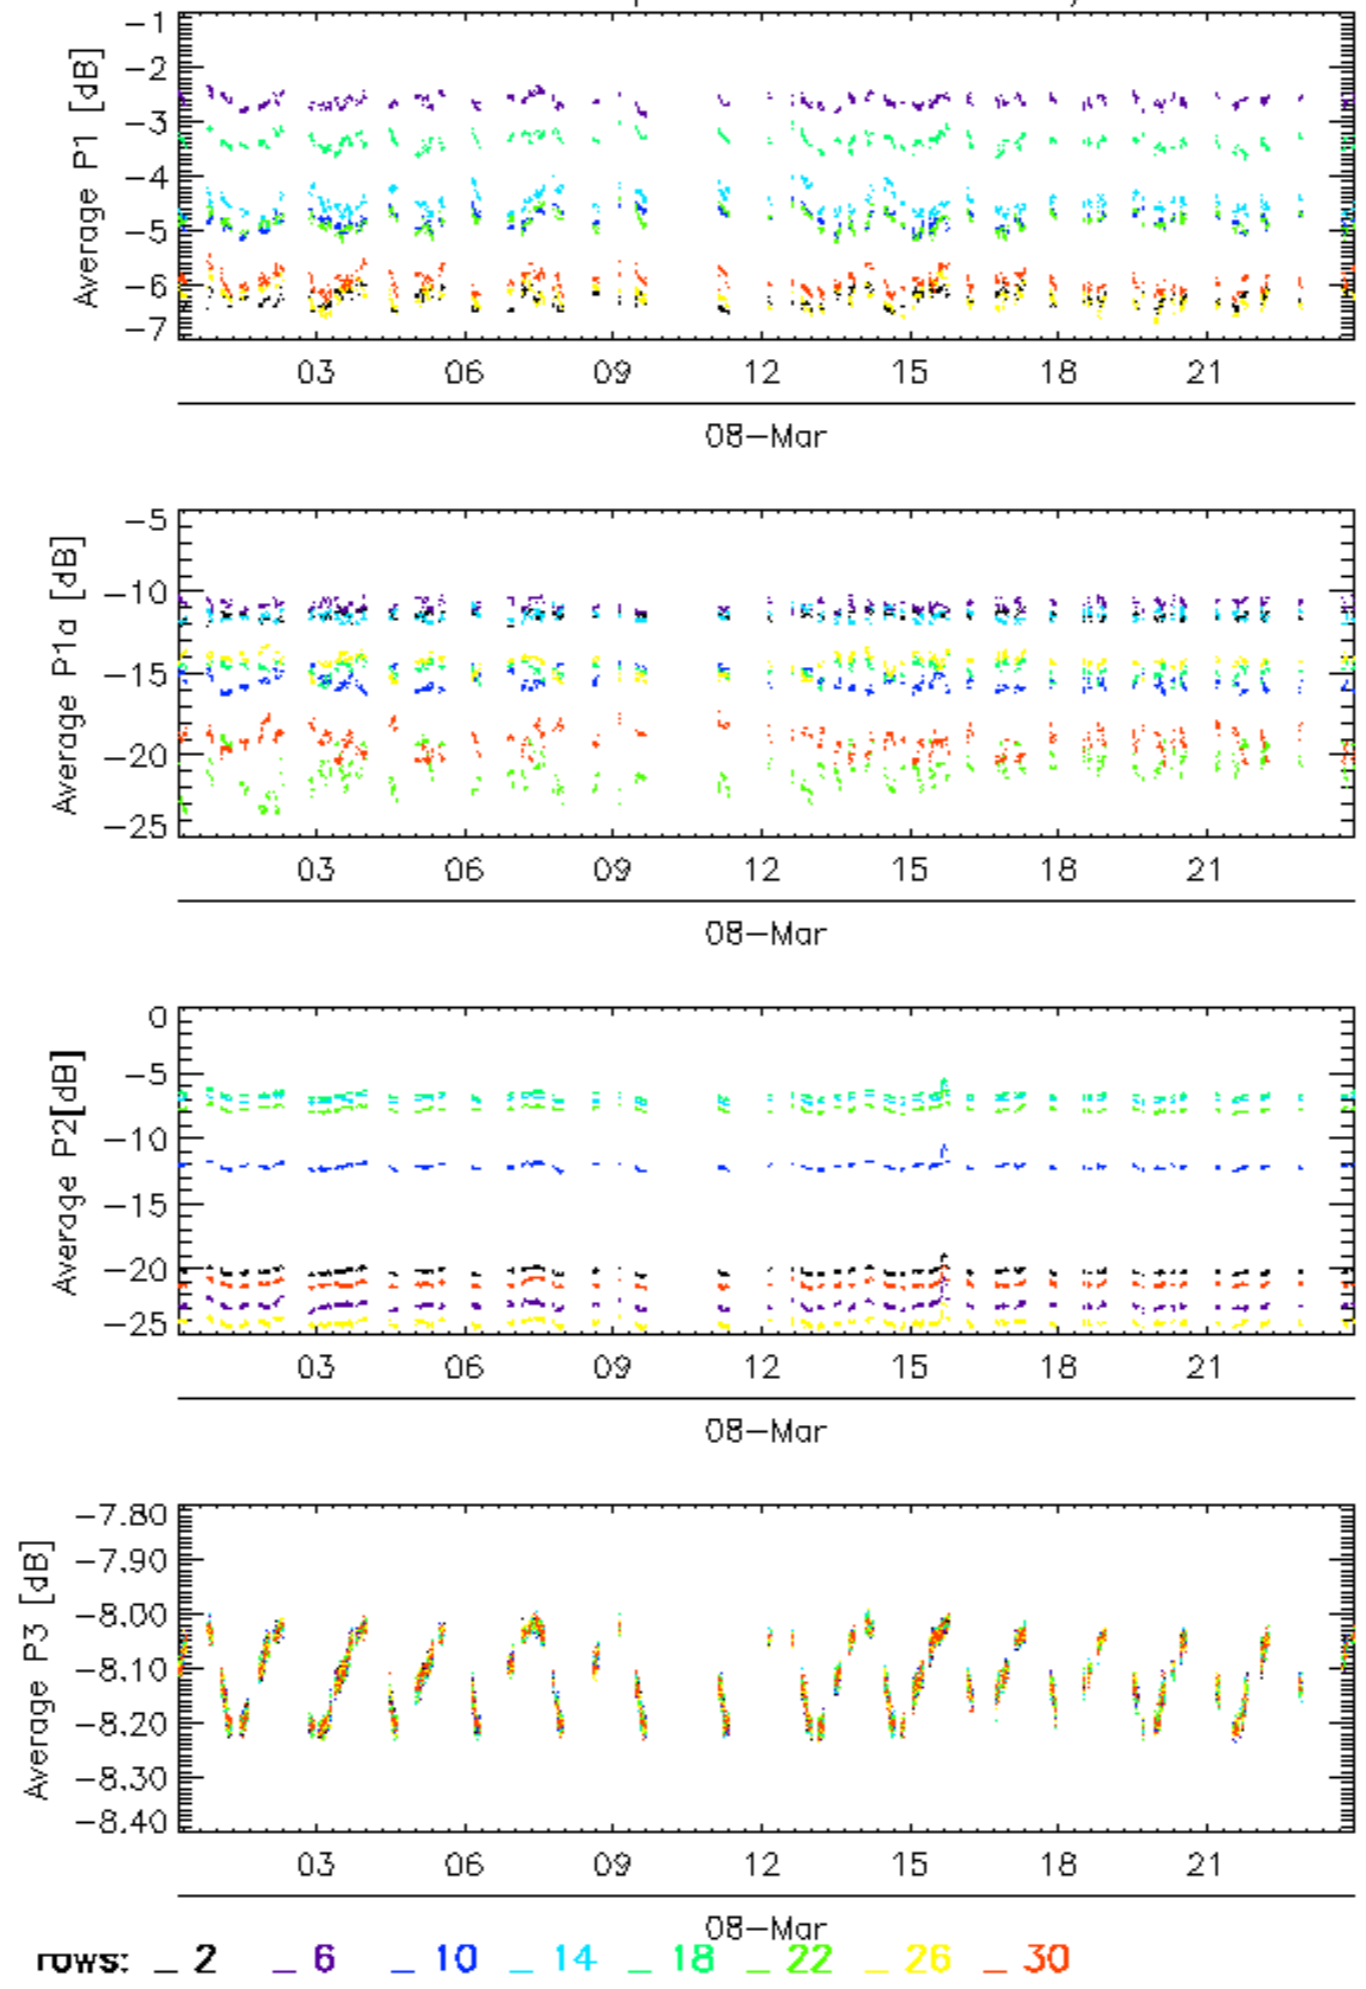 Average P1 [dB]
−1
−2
−3
−4
−5
−6
−7
03 06 09 12 15 18 21
08−Mar
Average P1a [dB]
−5
−10
−15
−20
−25
03 06 09 12 15 18 21
08−Mar
Average P2[dB]
0
−5
−10
−15
−20
−25
03 06 09 12 15 18 21
08−Mar
Average P3 [dB]
−7.80
−7.90
−8.00
−8.10
−8.20
−8.30
−8.40
03 06 09 12 15 18 21
08−Mar
rows: _ 2 _ 6 _ 10 _ 14 _ 18 _ 22 _ 26 _ 30